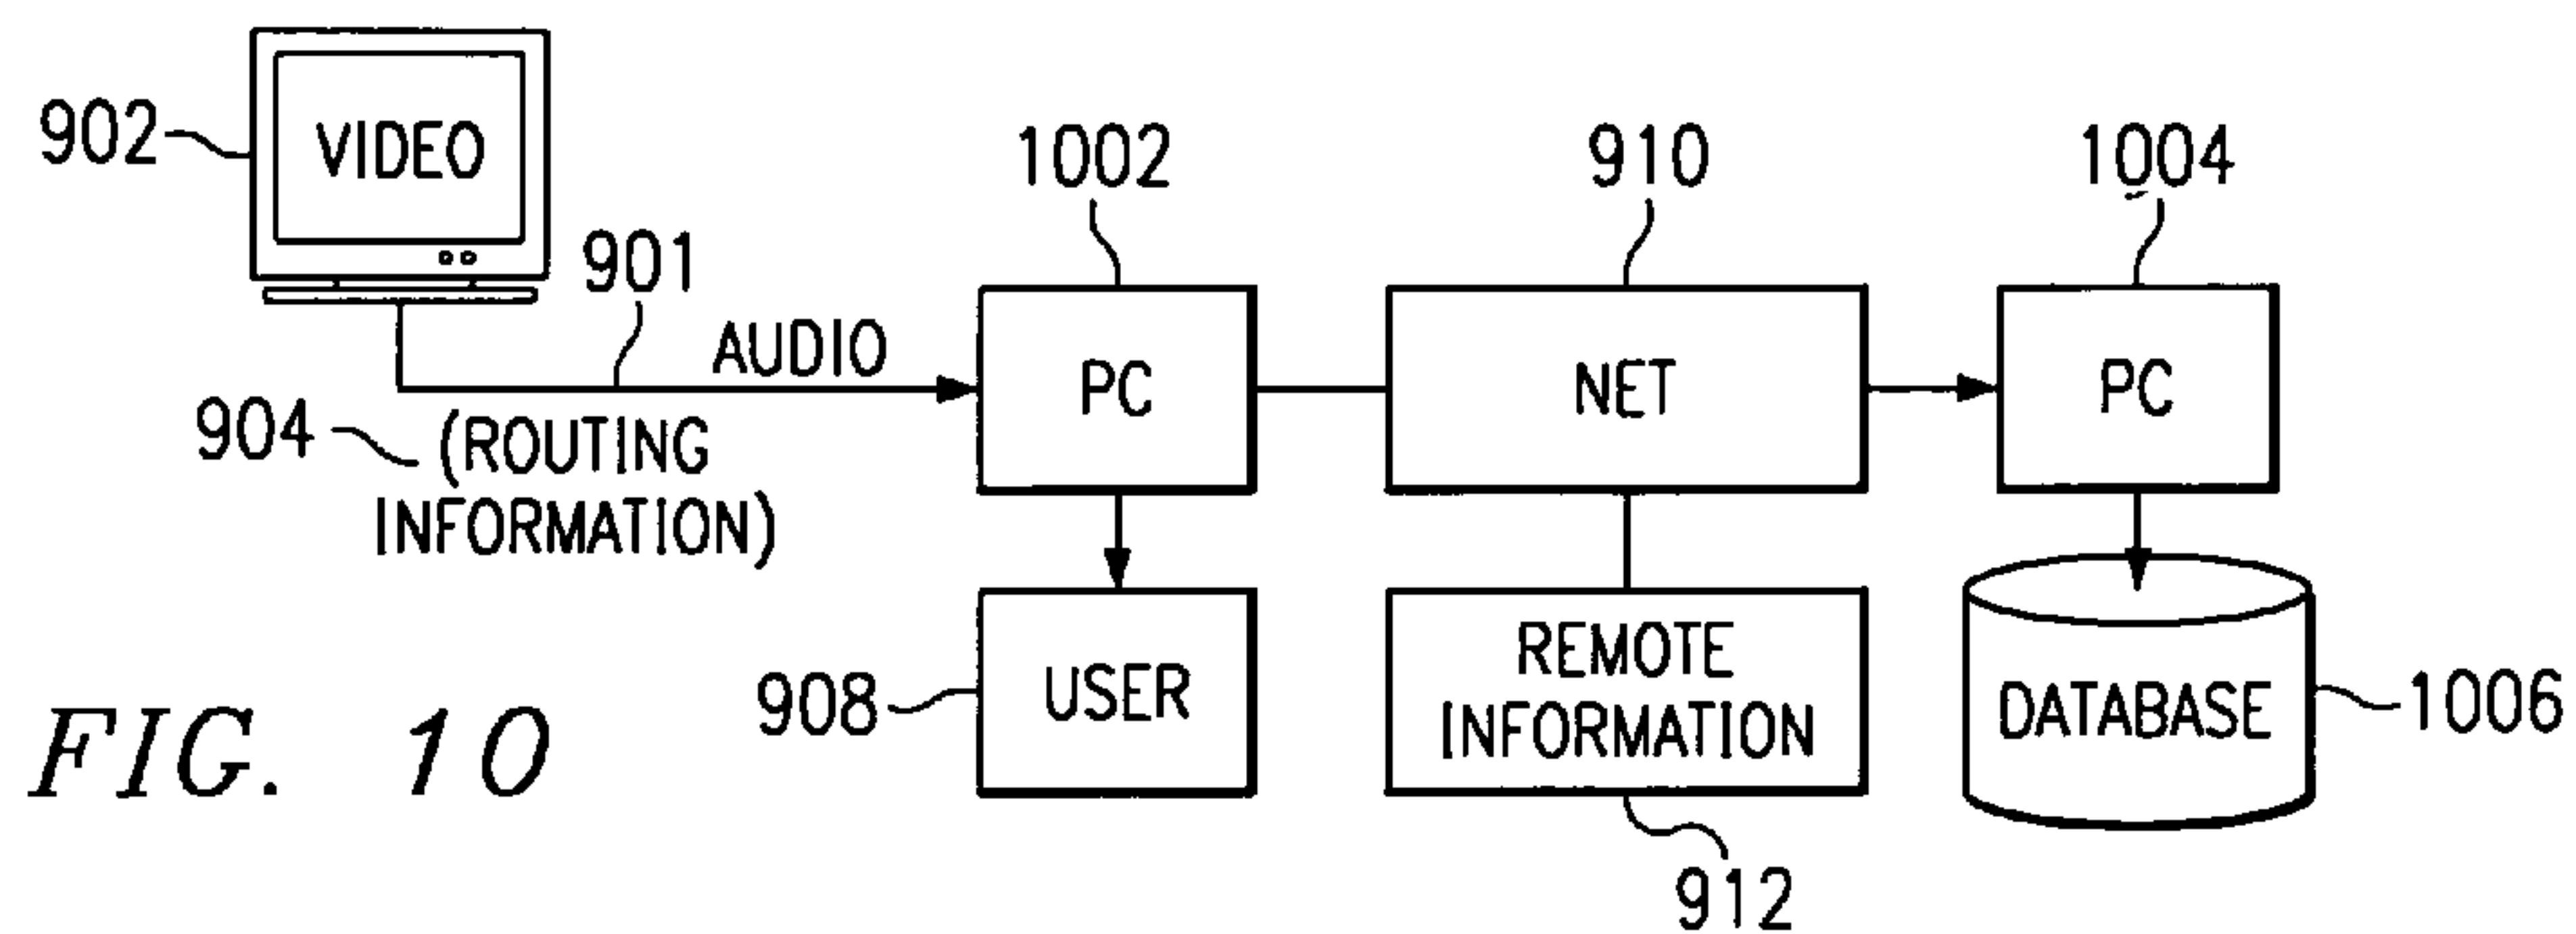 902
VIDEO
901
AUDIO
904
(ROUTING
INFORMATION)
1002
PC
910
NET
1004
PC
908
USER
REMOTE
INFORMATION
912
DATABASE
1006
FIG. 10